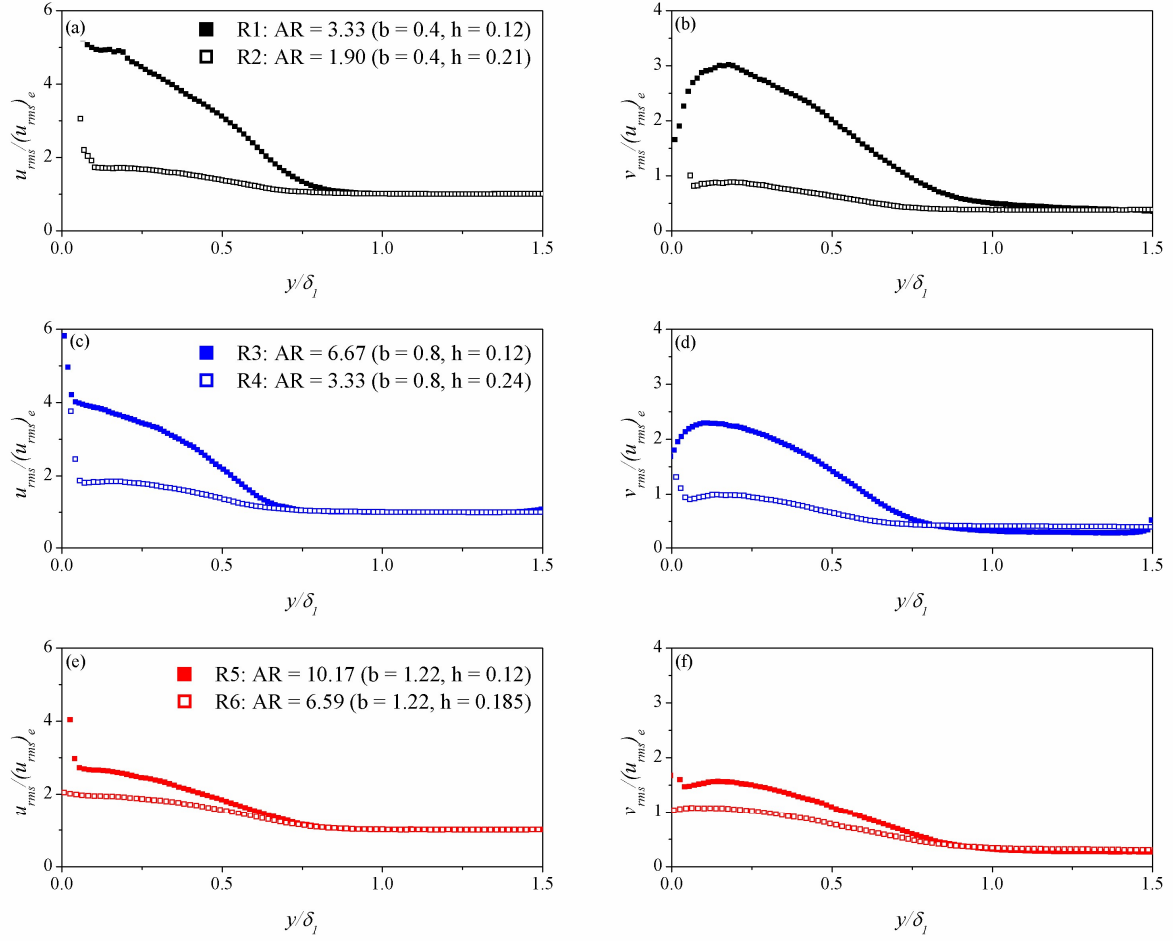 (a)
R1: AR = 3.33 (b = 0.4, h = 0.12)
R2: AR = 1.90 (b = 0.4, h = 0.21)
6
4
2
0
u_rms/(u_rms)_e
0.0 0.5 1.0 1.5
y/δ_1
(b)
4
3
2
1
0
v_rms/(u_rms)_e
0.0 0.5 1.0 1.5
y/δ_1
(c)
R3: AR = 6.67 (b = 0.8, h = 0.12)
R4: AR = 3.33 (b = 0.8, h = 0.24)
6
4
2
0
u_rms/(u_rms)_e
0.0 0.5 1.0 1.5
y/δ_1
(d)
4
3
2
1
0
v_rms/(u_rms)_e
0.0 0.5 1.0 1.5
y/δ_1
(e)
R5: AR = 10.17 (b = 1.22, h = 0.12)
R6: AR = 6.59 (b = 1.22, h = 0.185)
6
4
2
0
u_rms/(u_rms)_e
0.0 0.5 1.0 1.5
y/δ_1
(f)
4
3
2
1
0
v_rms/(u_rms)_e
0.0 0.5 1.0 1.5
y/δ_1